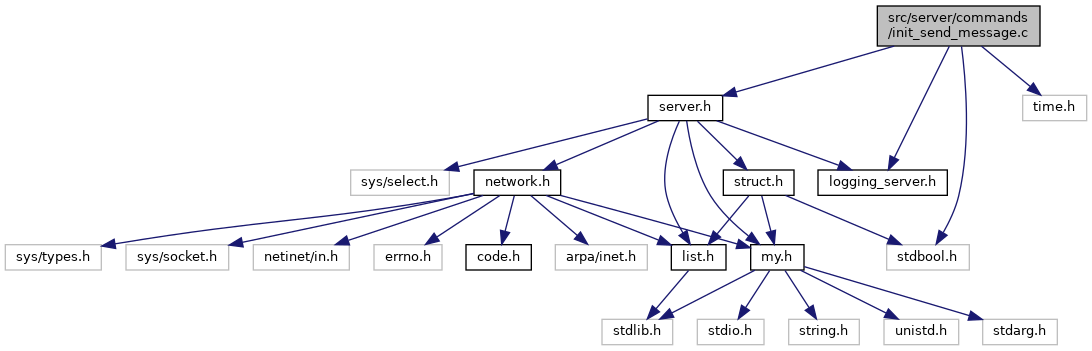 src/server/commands
/init_send_message.c
server.h
time.h
sys/select.h
network.h
struct.h
logging_server.h
sys/types.h
sys/socket.h
netinet/in.h
errno.h
code.h
arpa/inet.h
list.h
my.h
stdbool.h
stdlib.h
stdio.h
string.h
unistd.h
stdarg.h